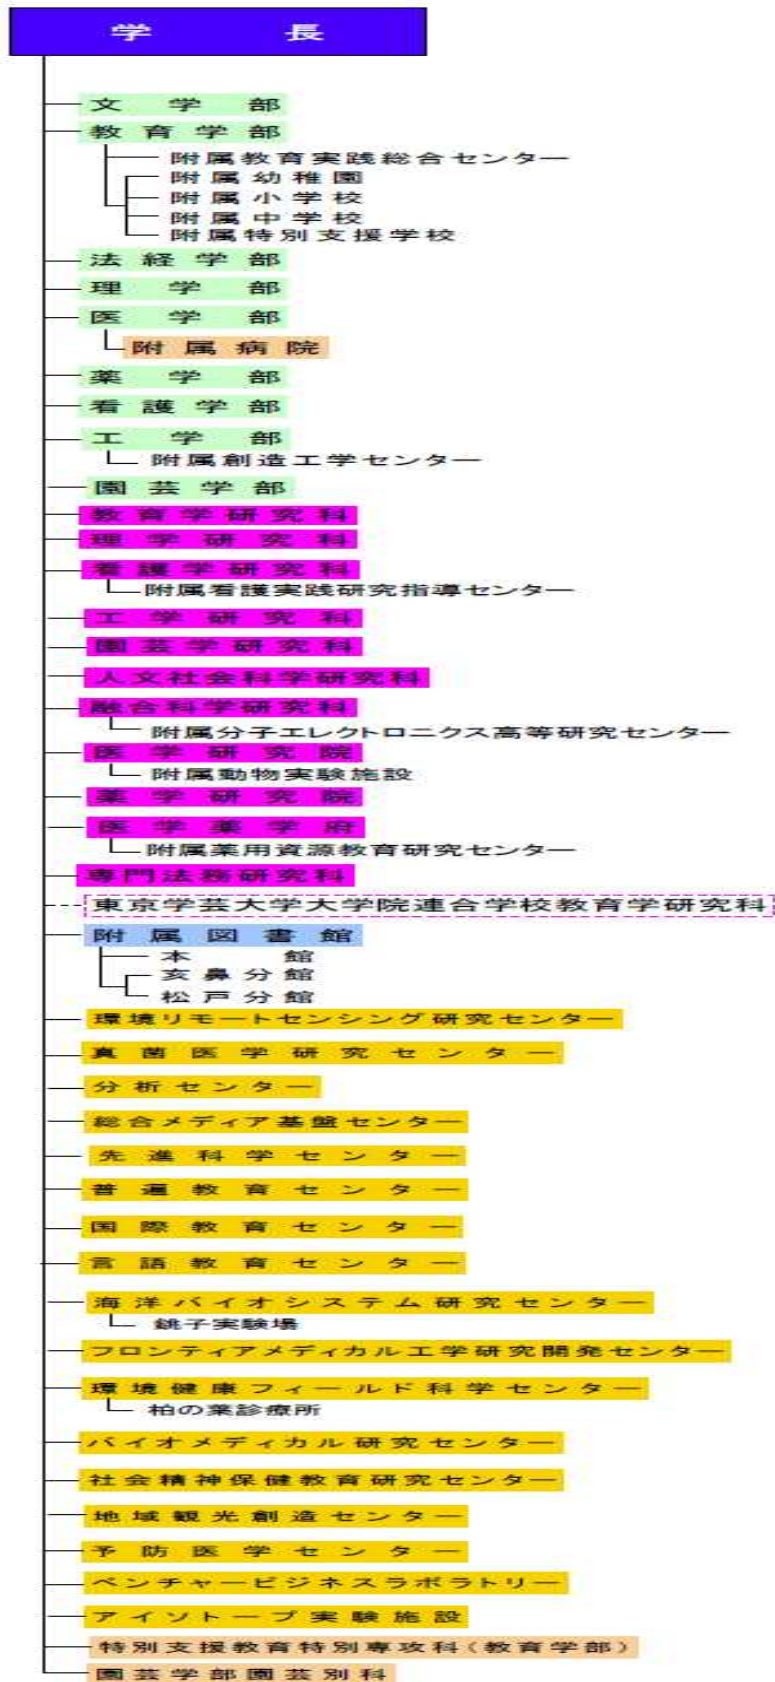 学長
文学部
教育学部
附属教育実践総合センター
附属幼稚園
附属小学校
附属中学校
附属特別支援学校
法経学部
理学部
医学部
附属病院
薬学部
看護学部
工学部
附属創造工学センター
園芸学部
教育学研究科
理学研究科
看護学研究科
附属看護実践研究指導センター
工学研究科
園芸学研究科
人文社会科学研究科
融合科学研究科
附属分子エレクトロニクス高等研究センター
医学研究院
附属動物実験施設
薬学研究院
医学薬学府
附属薬用資源教育研究センター
専門法務研究科
東京学芸大学大学院連合学校教育学研究科
附属図書館
本館
亥鼻分館
松戸分館
環境リモートセンシング研究センター
真菌医学研究センター
分析センター
総合メディア基盤センター
先進科学センター
普遍教育センター
国際教育センター
言語教育センター
海洋バイオシステム研究センター
銚子実験場
フロンティアメディカル工学研究開発センター
環境健康フィールド科学センター
柏の葉診療所
バイオメディカル研究センター
社会精神保健教育研究センター
地域観光創造センター
予防医学センター
ベンチャービジネスラボラトリー
アイソトープ実験施設
特別支援教育特別専攻科(教育学部)
園芸学部園芸別科